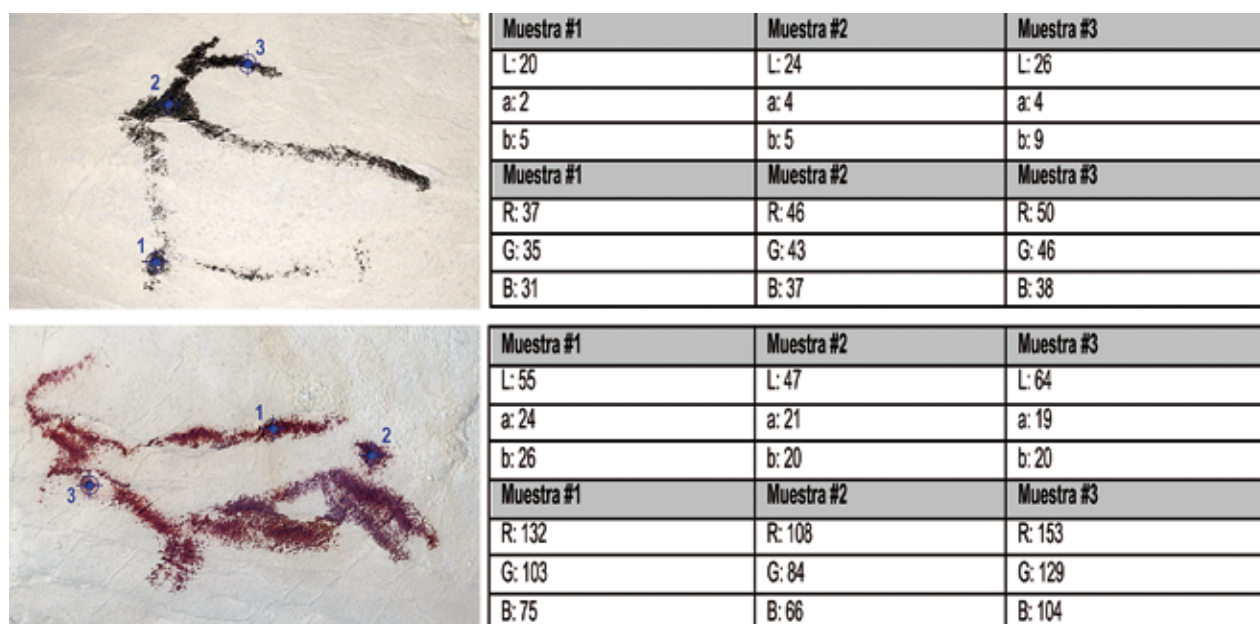 3
2
1
Muestra #1 Muestra #2 Muestra #3
L: 20 L: 24 L: 26
a: 2 a: 4 a: 4
b: 5 b: 5 b: 9
Muestra #1 Muestra #2 Muestra #3
R: 37 R: 46 R: 50
G: 35 G: 43 G: 46
B: 31 B: 37 B: 38
1
2
3
Muestra #1 Muestra #2 Muestra #3
L: 55 L: 47 L: 64
a: 24 a: 21 a: 19
b: 26 b: 20 b: 20
Muestra #1 Muestra #2 Muestra #3
R: 132 R: 108 R: 153
G: 103 G: 84 G: 129
B: 75 B: 66 B: 104